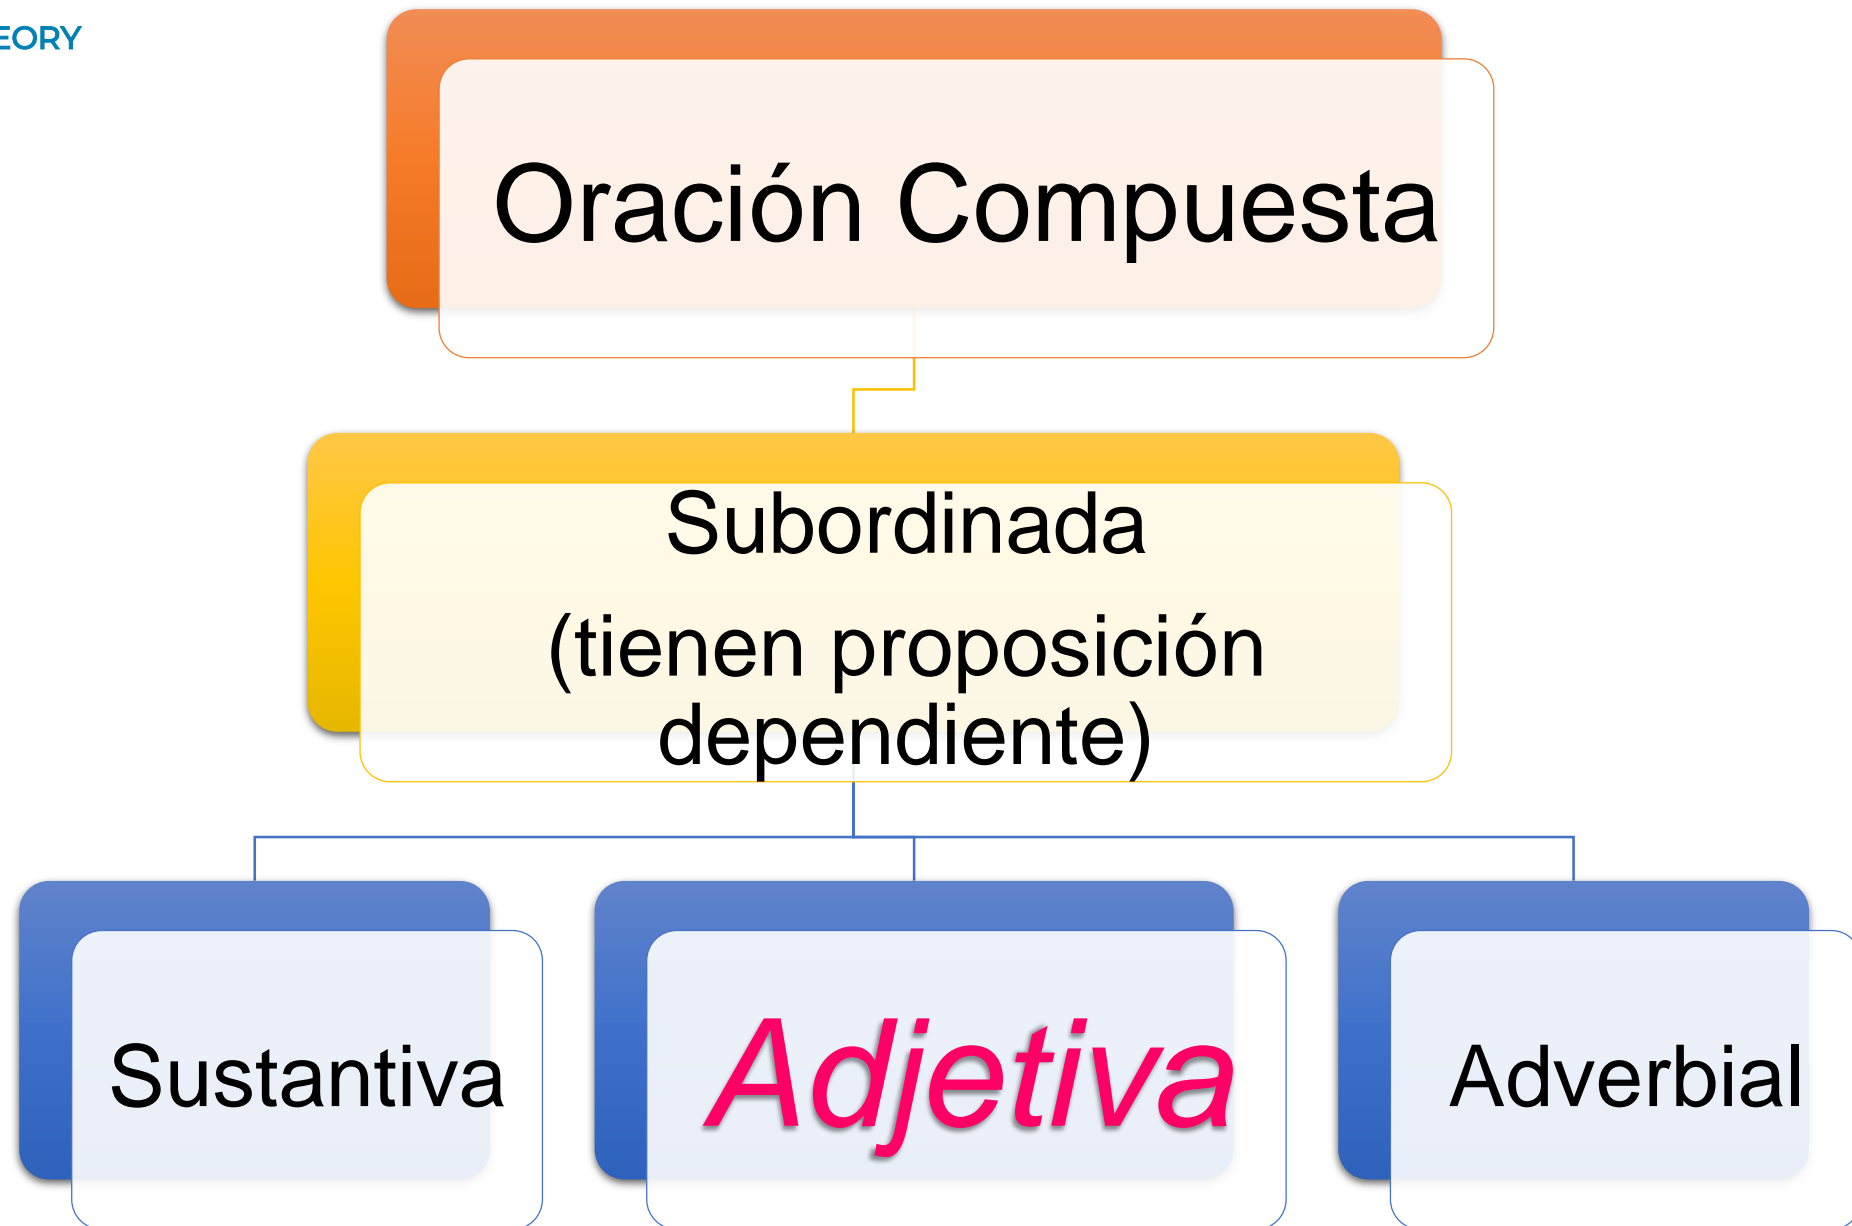 EORY
Oración Compuesta
Subordinada
(tienen proposición
dependiente)
Sustantiva
Adjetiva
Adverbial